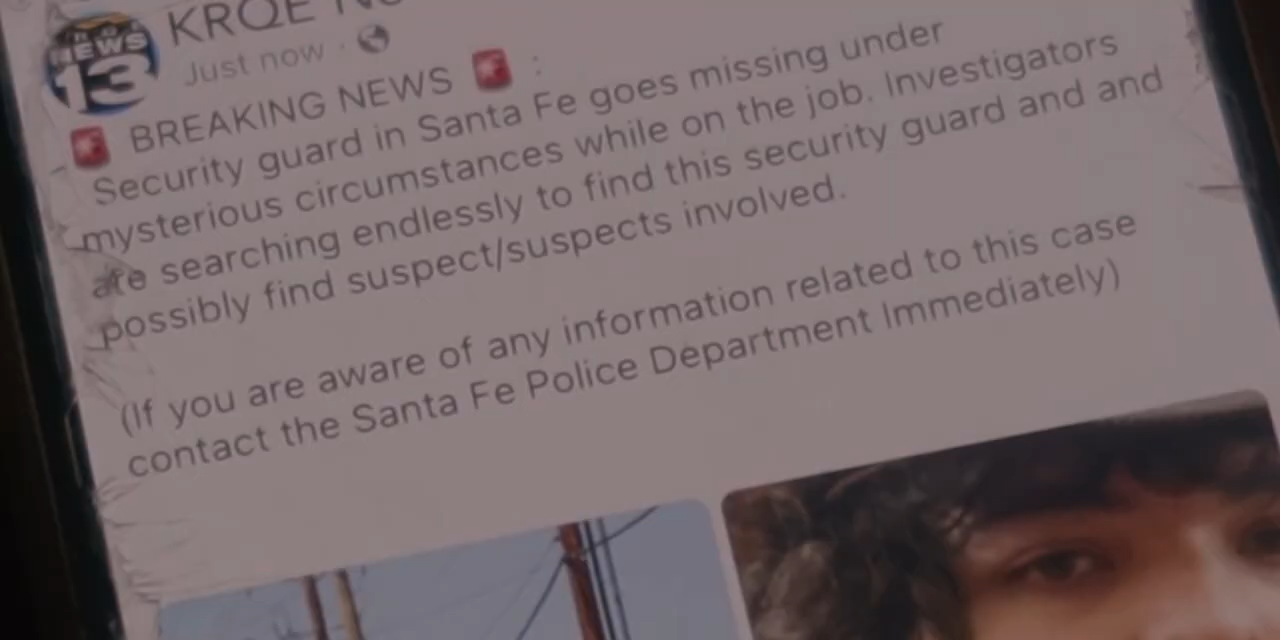 NEWS
13
KRQE
Just now ·
BREAKING NEWS :
Security guard in Santa Fe goes missing under
mysterious circumstances while on the job. Investigators
are searching endlessly to find this security guard and and
possibly find suspect/suspects involved.
(If you are aware of any information related to this case
contact the Santa Fe Police Department Immediately)